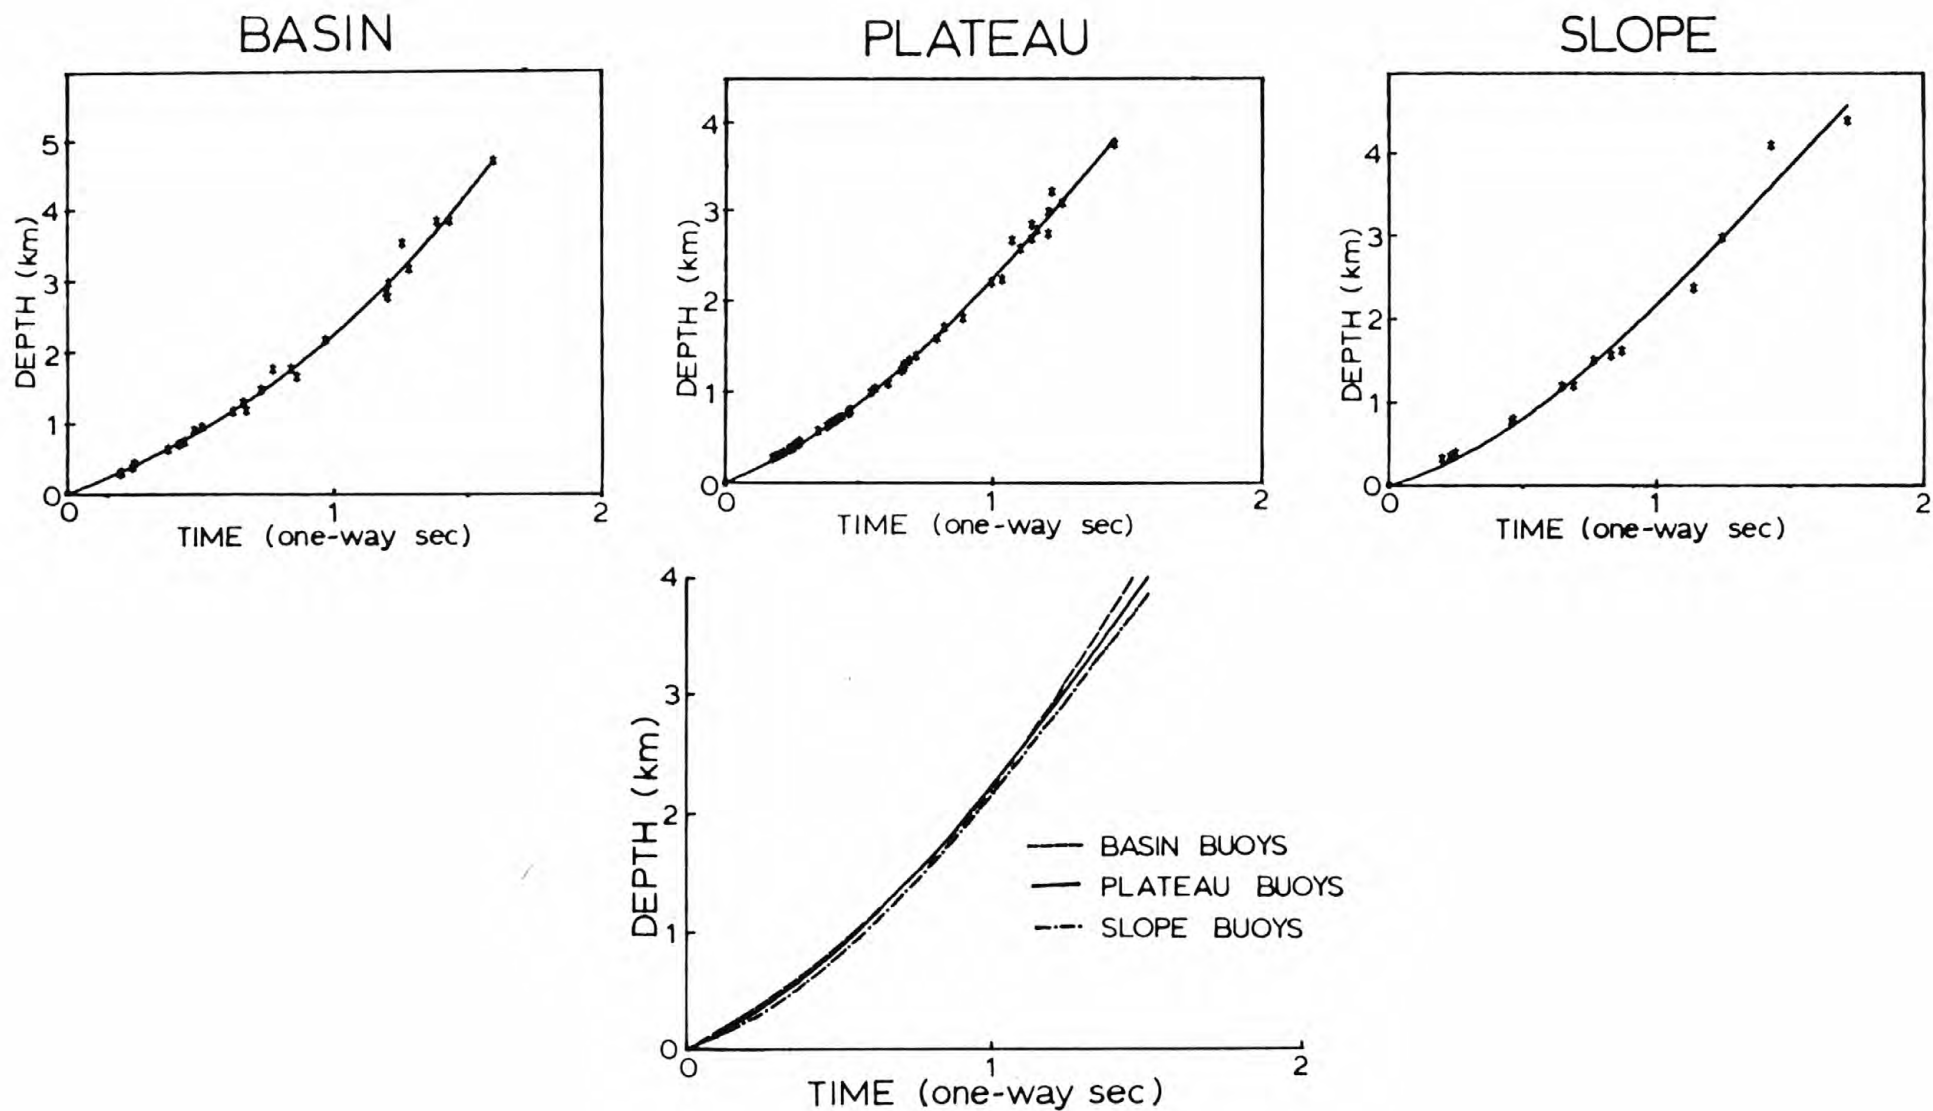 BASIN
5
4
3
2
1
0
0 1 2
DEPTH (km)
TIME (one-way sec)
PLATEAU
4
3
2
1
0
0 1 2
DEPTH (km)
TIME (one-way sec)
SLOPE
4
3
2
1
0
0 1 2
DEPTH (km)
TIME (one-way sec)
4
3
2
1
0
0 1 2
DEPTH (km)
TIME (one-way sec)
BASIN BUOYS
PLATEAU BUOYS
SLOPE BUOYS